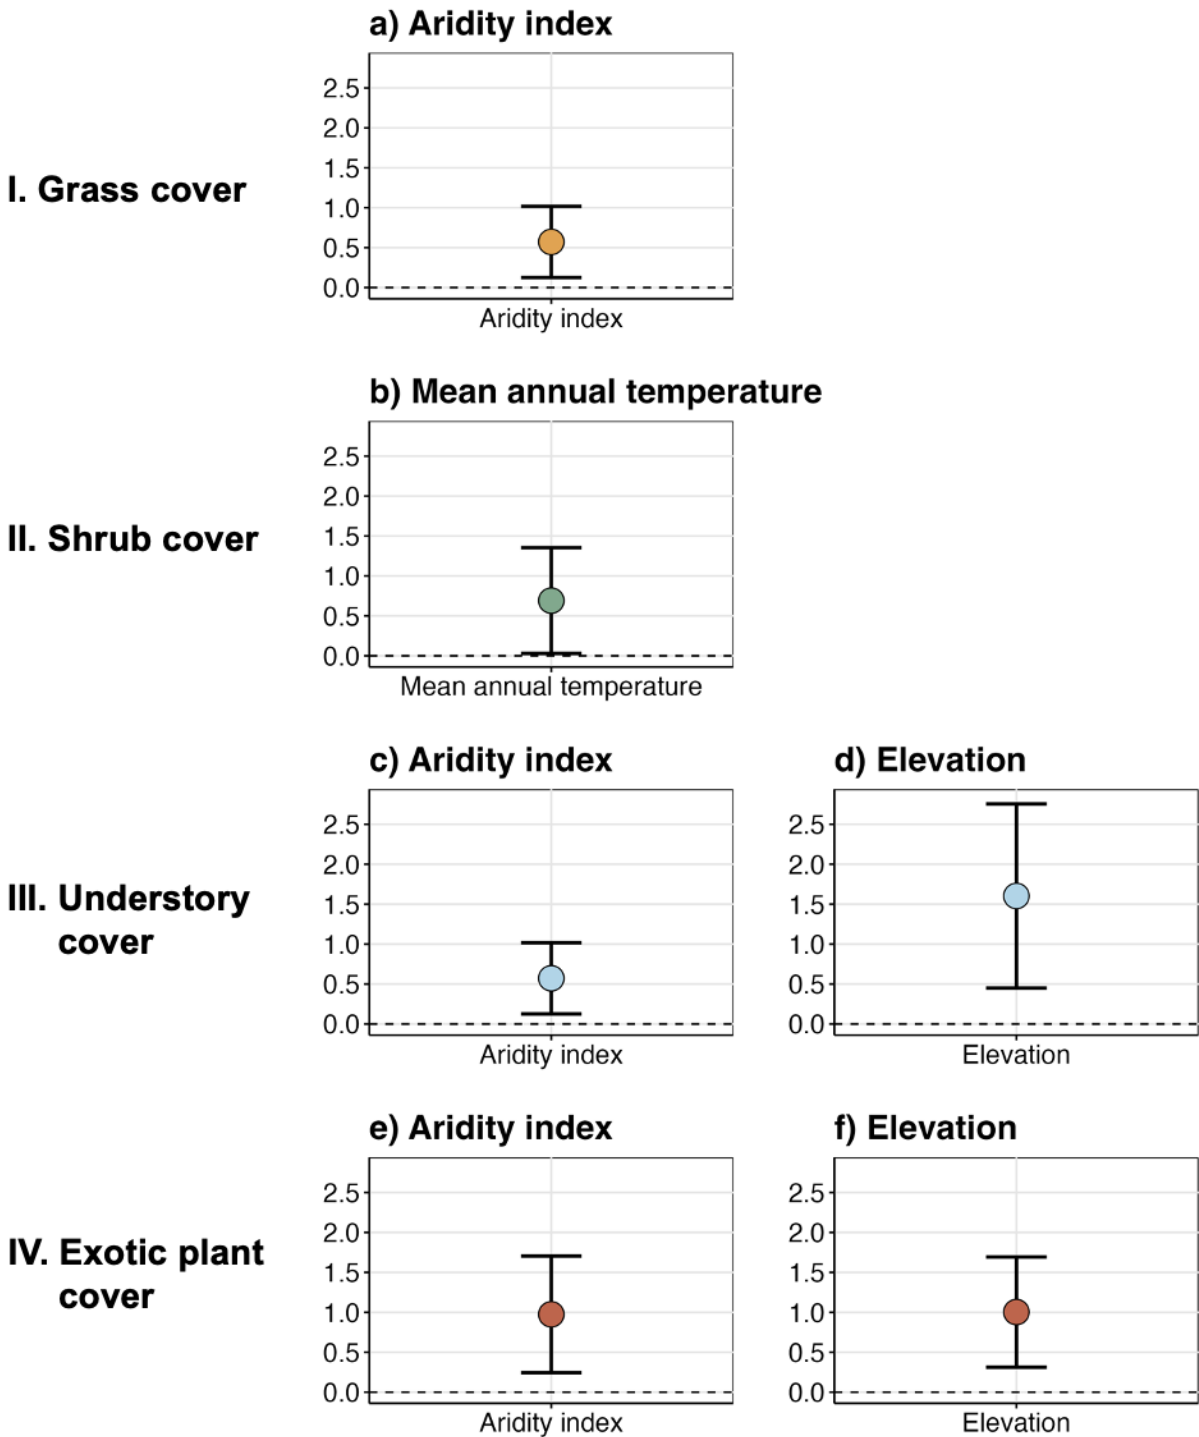 a) Aridity index
2.5
2.0
1.5
1.0
0.5
0.0
I. Grass cover
Aridity index
b) Mean annual temperature
2.5
2.0
1.5
1.0
0.5
0.0
II. Shrub cover
Mean annual temperature
c) Aridity index
2.5
2.0
1.5
1.0
0.5
0.0
III. Understory
cover
Aridity index
d) Elevation
2.5
2.0
1.5
1.0
0.5
0.0
Elevation
e) Aridity index
2.5
2.0
1.5
1.0
0.5
0.0
IV. Exotic plant
cover
Aridity index
f) Elevation
2.5
2.0
1.5
1.0
0.5
0.0
Elevation